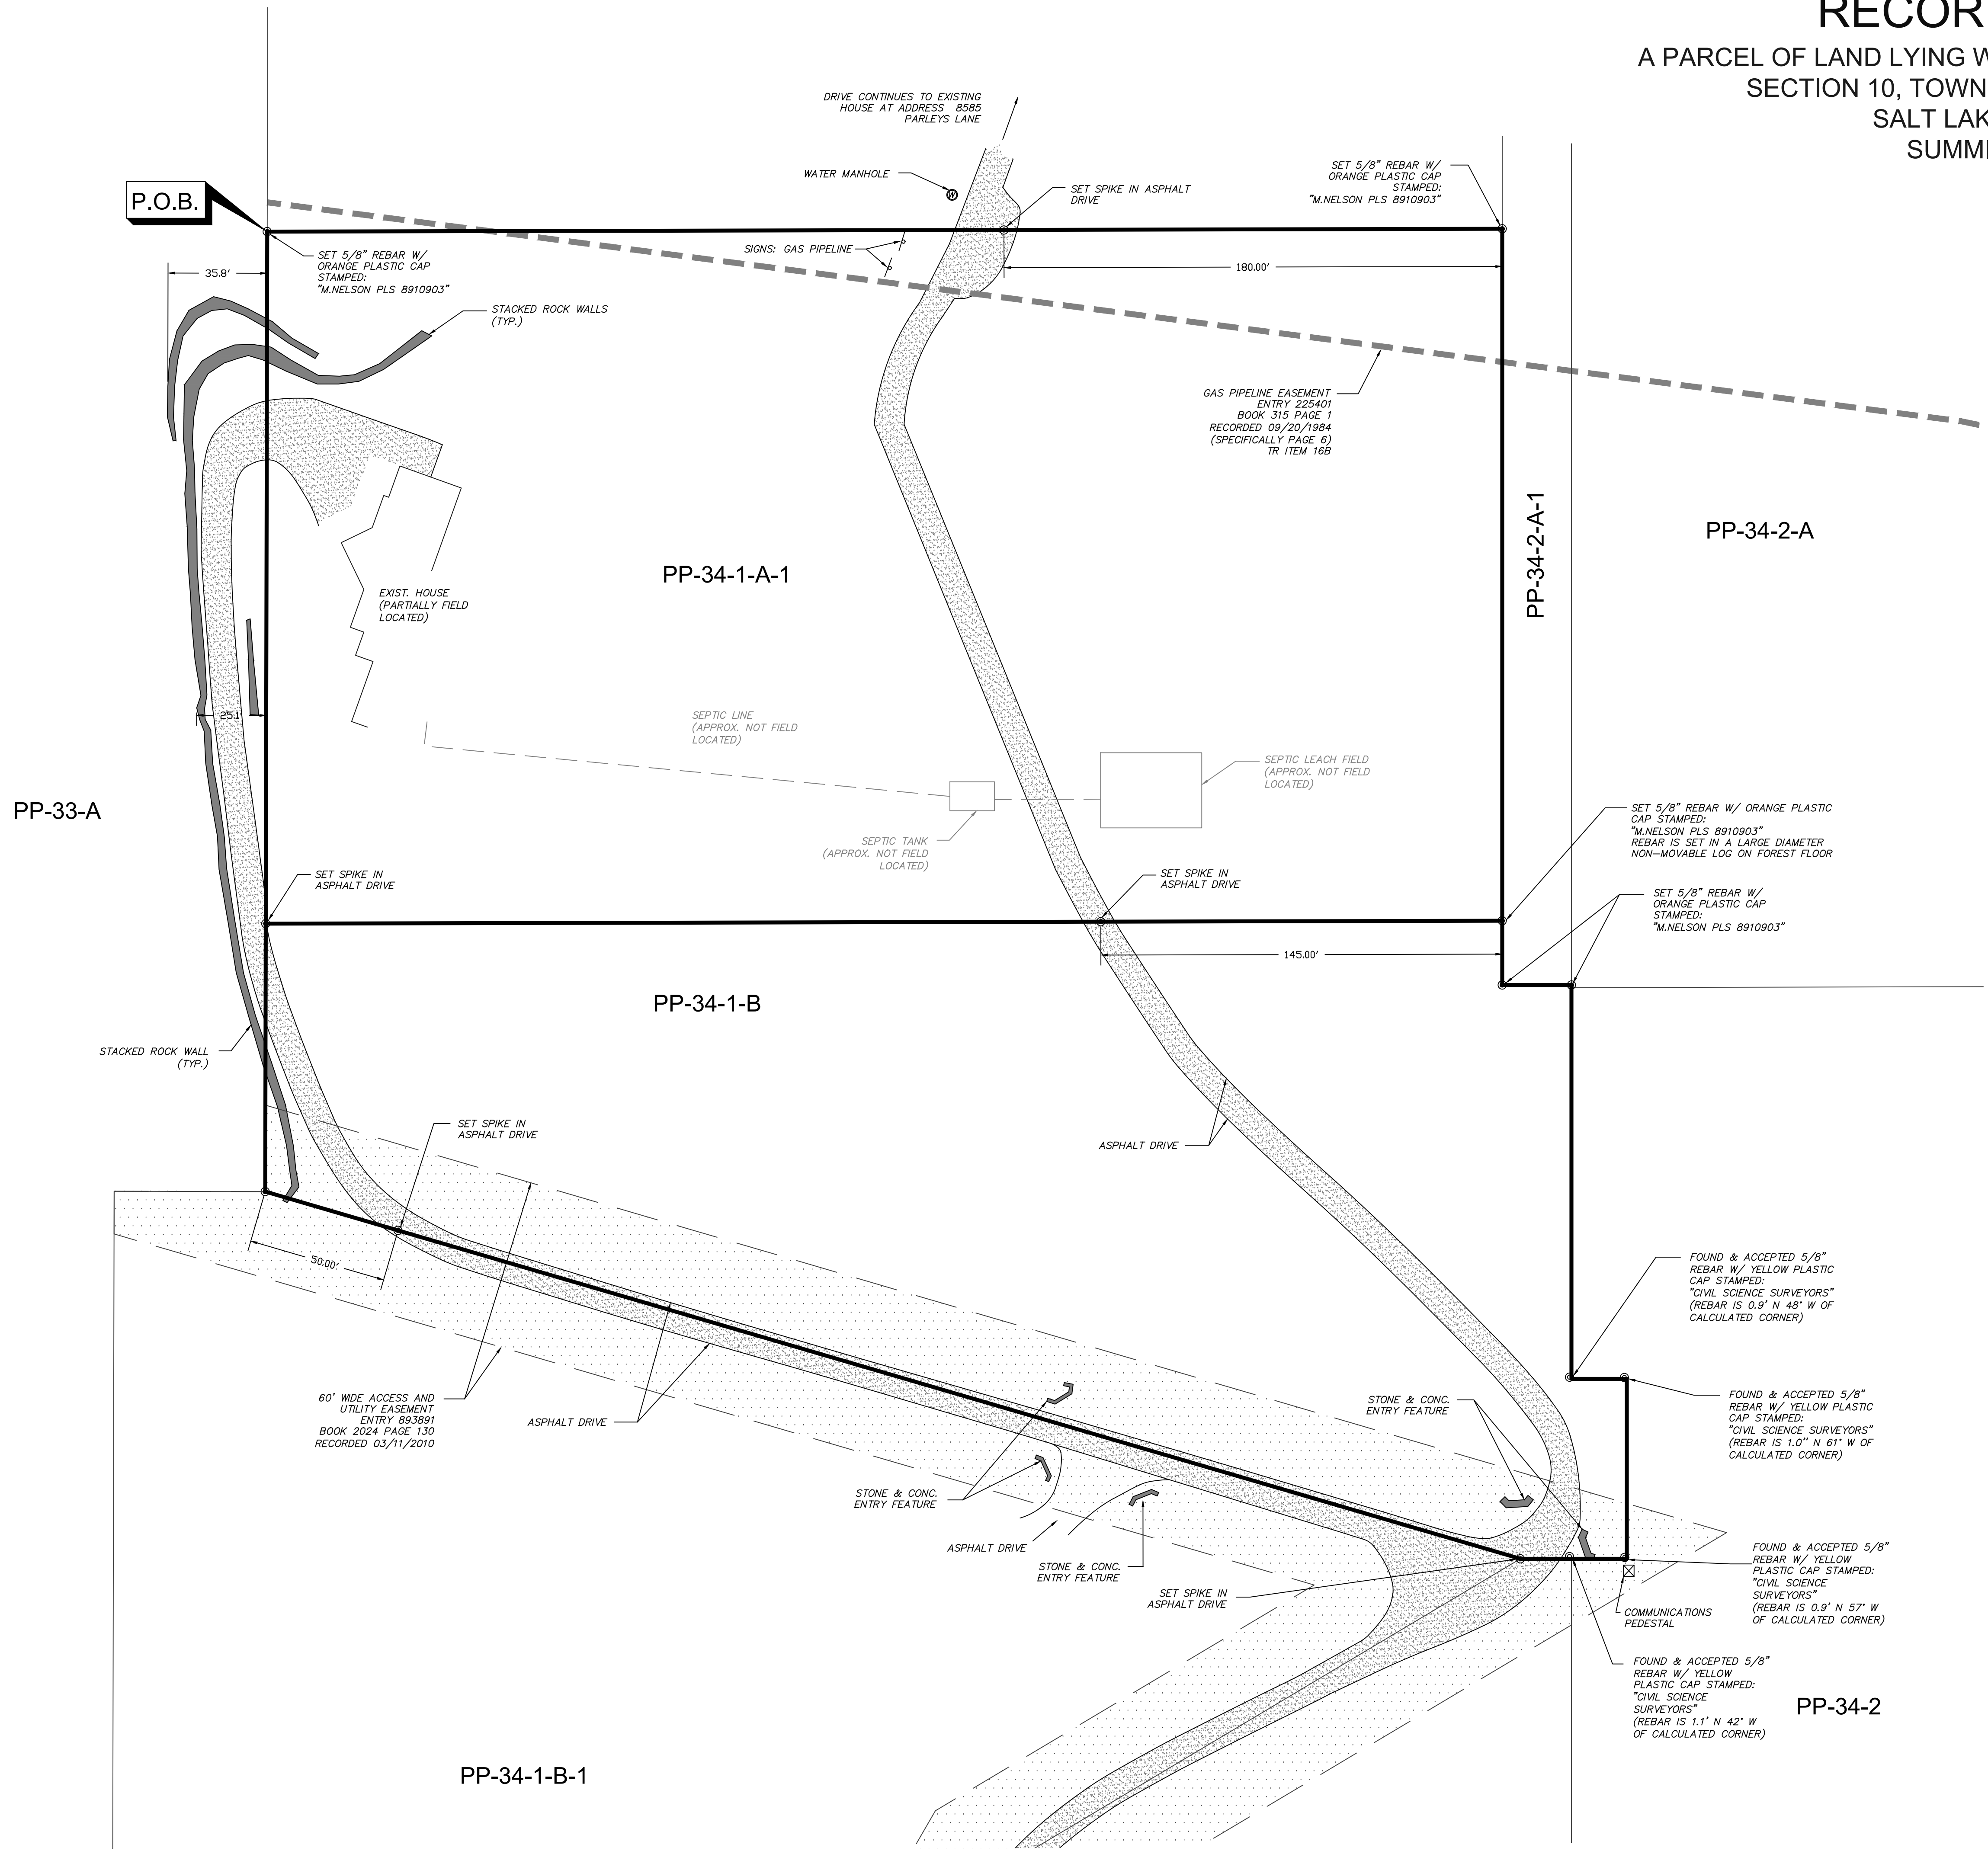 RECOR
A PARCEL OF LAND LYING W
SECTION 10, TOWN
SALT LAK
SUMM
DRIVE CONTINUES TO EXISTING
HOUSE AT ADDRESS 8585
PARLEYS LANE
WATER MANHOLE
W
SET SPIKE IN ASPHALT
DRIVE
SET 5/8" REBAR W/
ORANGE PLASTIC CAP
STAMPED:
"M.NELSON PLS 8910903"
P.O.B.
SET 5/8" REBAR W/
ORANGE PLASTIC CAP
STAMPED:
"M.NELSON PLS 8910903"
SIGNS: GAS PIPELINE
35.8'
180.00'
STACKED ROCK WALLS
(TYP.)
GAS PIPELINE EASEMENT
ENTRY 225401
BOOK 315 PAGE 1
RECORDED 09/20/1984
(SPECIFICALLY PAGE 6)
TR ITEM 16B
PP-34-2-A-1
PP-34-2-A
PP-34-1-A-1
EXIST. HOUSE
(PARTIALLY FIELD
LOCATED)
25.1'
SEPTIC LINE
(APPROX. NOT FIELD
LOCATED)
SEPTIC LEACH FIELD
(APPROX. NOT FIELD
LOCATED)
PP-33-A
SEPTIC TANK
(APPROX. NOT FIELD
LOCATED)
SET 5/8" REBAR W/ ORANGE PLASTIC
CAP STAMPED:
"M.NELSON PLS 8910903"
REBAR IS SET IN A LARGE DIAMETER
NON-MOVABLE LOG ON FOREST FLOOR
SET SPIKE IN
ASPHALT DRIVE
SET SPIKE IN
ASPHALT DRIVE
SET 5/8" REBAR W/
ORANGE PLASTIC CAP
STAMPED:
"M.NELSON PLS 8910903"
145.00'
PP-34-1-B
STACKED ROCK WALL
(TYP.)
SET SPIKE IN
ASPHALT DRIVE
ASPHALT DRIVE
50.00'
FOUND & ACCEPTED 5/8"
REBAR W/ YELLOW PLASTIC
CAP STAMPED:
"CIVIL SCIENCE SURVEYORS"
(REBAR IS 0.9' N 48° W OF
CALCULATED CORNER)
60' WIDE ACCESS AND
UTILITY EASEMENT
ENTRY 893891
BOOK 2024 PAGE 130
RECORDED 03/11/2010
ASPHALT DRIVE
STONE & CONC.
ENTRY FEATURE
FOUND & ACCEPTED 5/8"
REBAR W/ YELLOW PLASTIC
CAP STAMPED:
"CIVIL SCIENCE SURVEYORS"
(REBAR IS 1.0'' N 61° W OF
CALCULATED CORNER)
STONE & CONC.
ENTRY FEATURE
ASPHALT DRIVE
STONE & CONC.
ENTRY FEATURE
SET SPIKE IN
ASPHALT DRIVE
FOUND & ACCEPTED 5/8"
REBAR W/ YELLOW
PLASTIC CAP STAMPED:
"CIVIL SCIENCE
SURVEYORS"
(REBAR IS 0.9' N 57° W
OF CALCULATED CORNER)
COMMUNICATIONS
PEDESTAL
FOUND & ACCEPTED 5/8"
REBAR W/ YELLOW
PLASTIC CAP STAMPED:
"CIVIL SCIENCE
SURVEYORS"
(REBAR IS 1.1' N 42° W
OF CALCULATED CORNER)
PP-34-2
PP-34-1-B-1